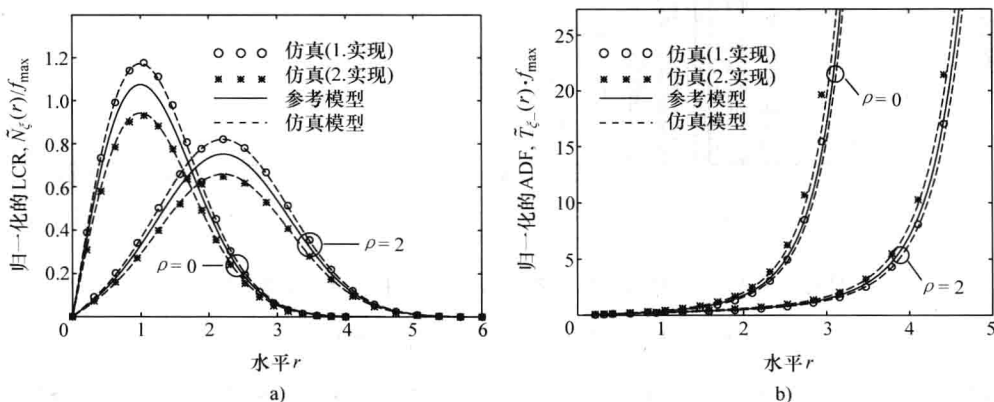 归一化的LCR, Ñξ(r)/fmax
1.2
1.0
0.8
0.6
0.4
0.2
0
1
2
3
4
5
6
仿真(1.实现)
仿真(2.实现)
参考模型
仿真模型
ρ=2
ρ=0
水平r
a)
归一化的ADF, T̃ξ_(r)·fmax
25
20
15
10
5
0
0
1
2
3
4
5
仿真(1.实现)
仿真(2.实现)
参考模型
仿真模型
ρ=0
ρ=2
水平r
b)